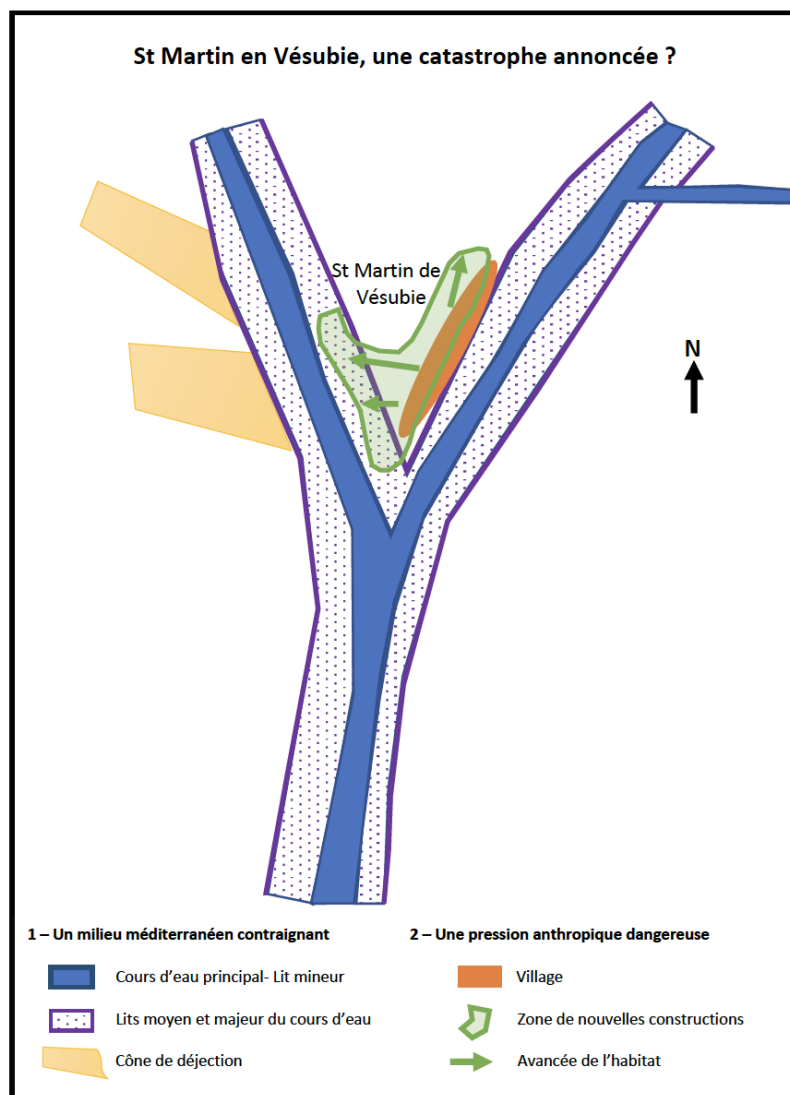 St Martin en Vésubie, une catastrophe annoncée ?
St Martin de
Vésubie
N
1 – Un milieu méditerranéen contraignant
Cours d'eau principal- Lit mineur
Lits moyen et majeur du cours d'eau
Cône de déjection
2 – Une pression anthropique dangereuse
Village
Zone de nouvelles constructions
Avancée de l'habitat